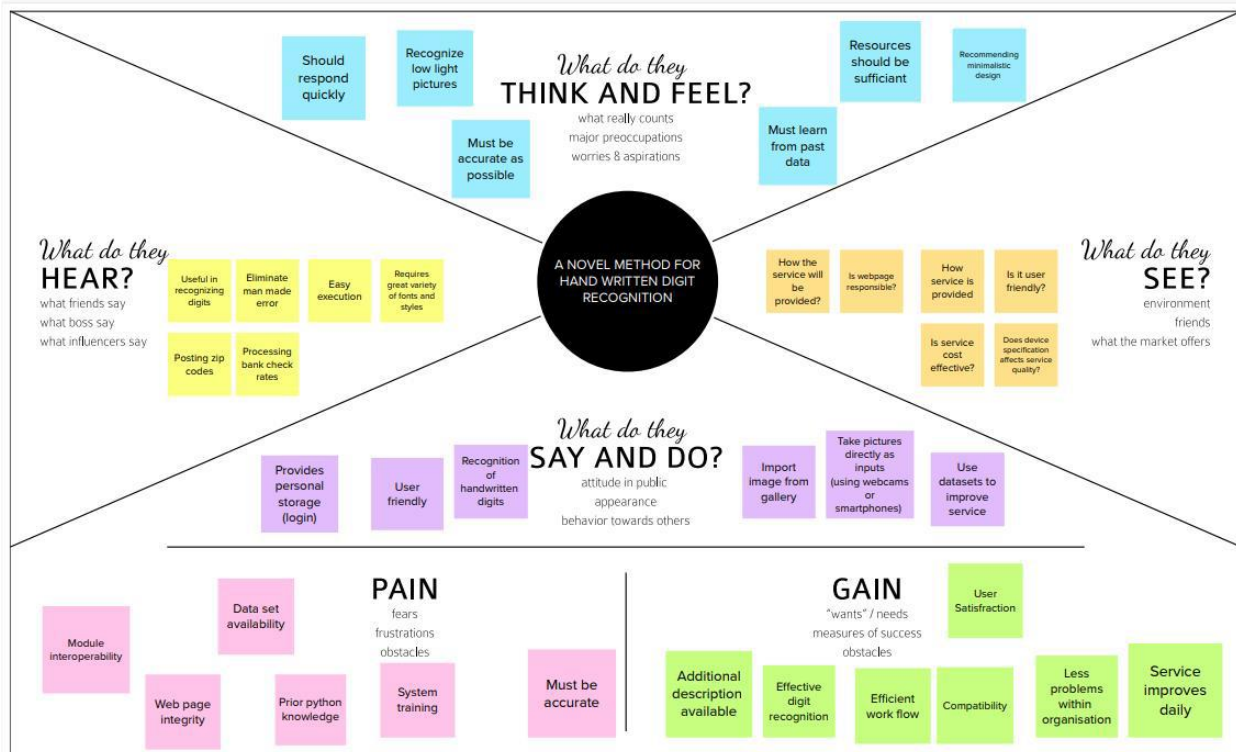 What do they
THINK AND FEEL?
what really counts
major preoccupations
worries 8 aspirations
Should
respond
quickly
Recognize
low light
pictures
Must be
accurate as
possible
Resources
should be
sufficiant
Recommending
minimalistic
design
Must learn
from past
data
What do they
HEAR?
what friends say
what boss say
what influencers say
Useful in
recognizing
digits
Eliminate
man made
error
Easy
execution
Requires
great variety
of fonts and
styles
Posting zip
codes
Processing
bank check
rates
A NOVEL METHOD FOR
HAND WRITTEN DIGIT
RECOGNITION
How the
service will
be
provided?
Is webpage
responsible?
How
service is
provided
Is it user
friendly?
Is service
cost
effective?
Does device
specification
affects service
quality?
What do they
SEE?
environment
friends
what the market offers
What do they
SAY AND DO?
attitude in public
appearance
behavior towards others
Provides
personal
storage
(login)
User
friendly
Recognition
of
handwritten
digits
Import
image from
gallery
Take pictures
directly as
inputs
(using webcams
or
smartphones)
Use
datasets to
improve
service
PAIN
fears
frustrations
obstacles
Module
interoperability
Data set
availability
Web page
integrity
Prior python
knowledge
System
training
Must be
accurate
GAIN
"wants" / needs
measures of success
obstacles
User
Satisfraction
Additional
description
available
Effective
digit
recognition
Efficient
work flow
Compatibility
Less
problems
within
organisation
Service
improves
daily